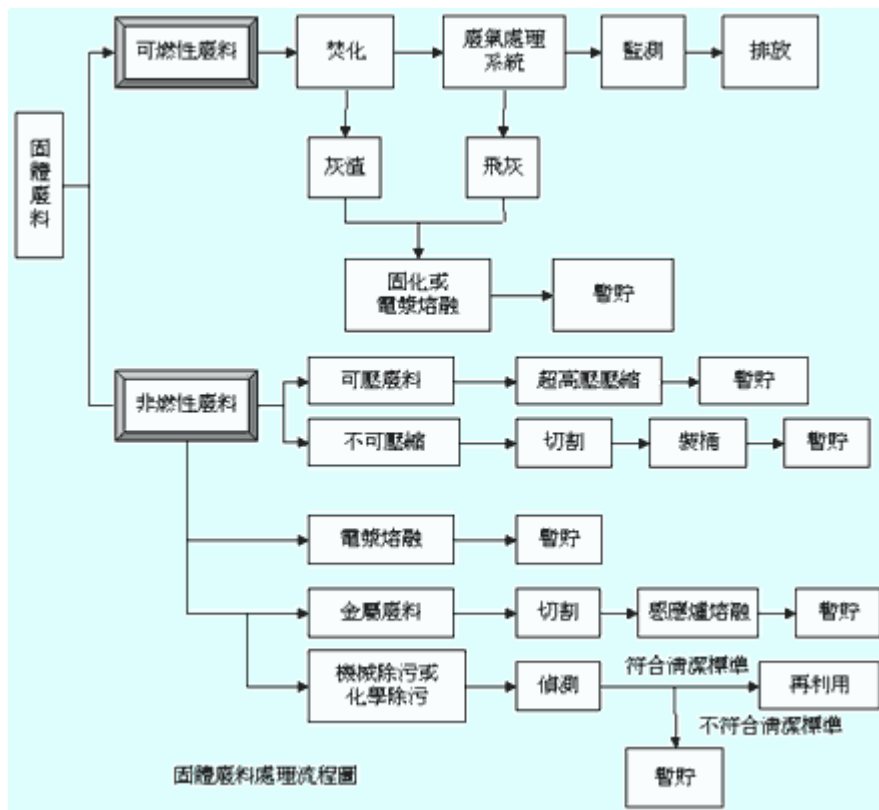 可燃性廢料
焚化
廢氣處理
系統
監測
排放
固
體
廢
料
灰渣
飛灰
固化或
電漿熔融
暫貯
非燃性廢料
可壓廢料
超高壓壓縮
暫貯
不可壓縮
切割
裝桶
暫貯
電漿熔融
暫貯
金屬廢料
切割
感應爐熔融
暫貯
機械除污或
化學除污
偵測
符合清潔標準
再利用
不符合清潔標準
暫貯
固體廢料處理流程圖